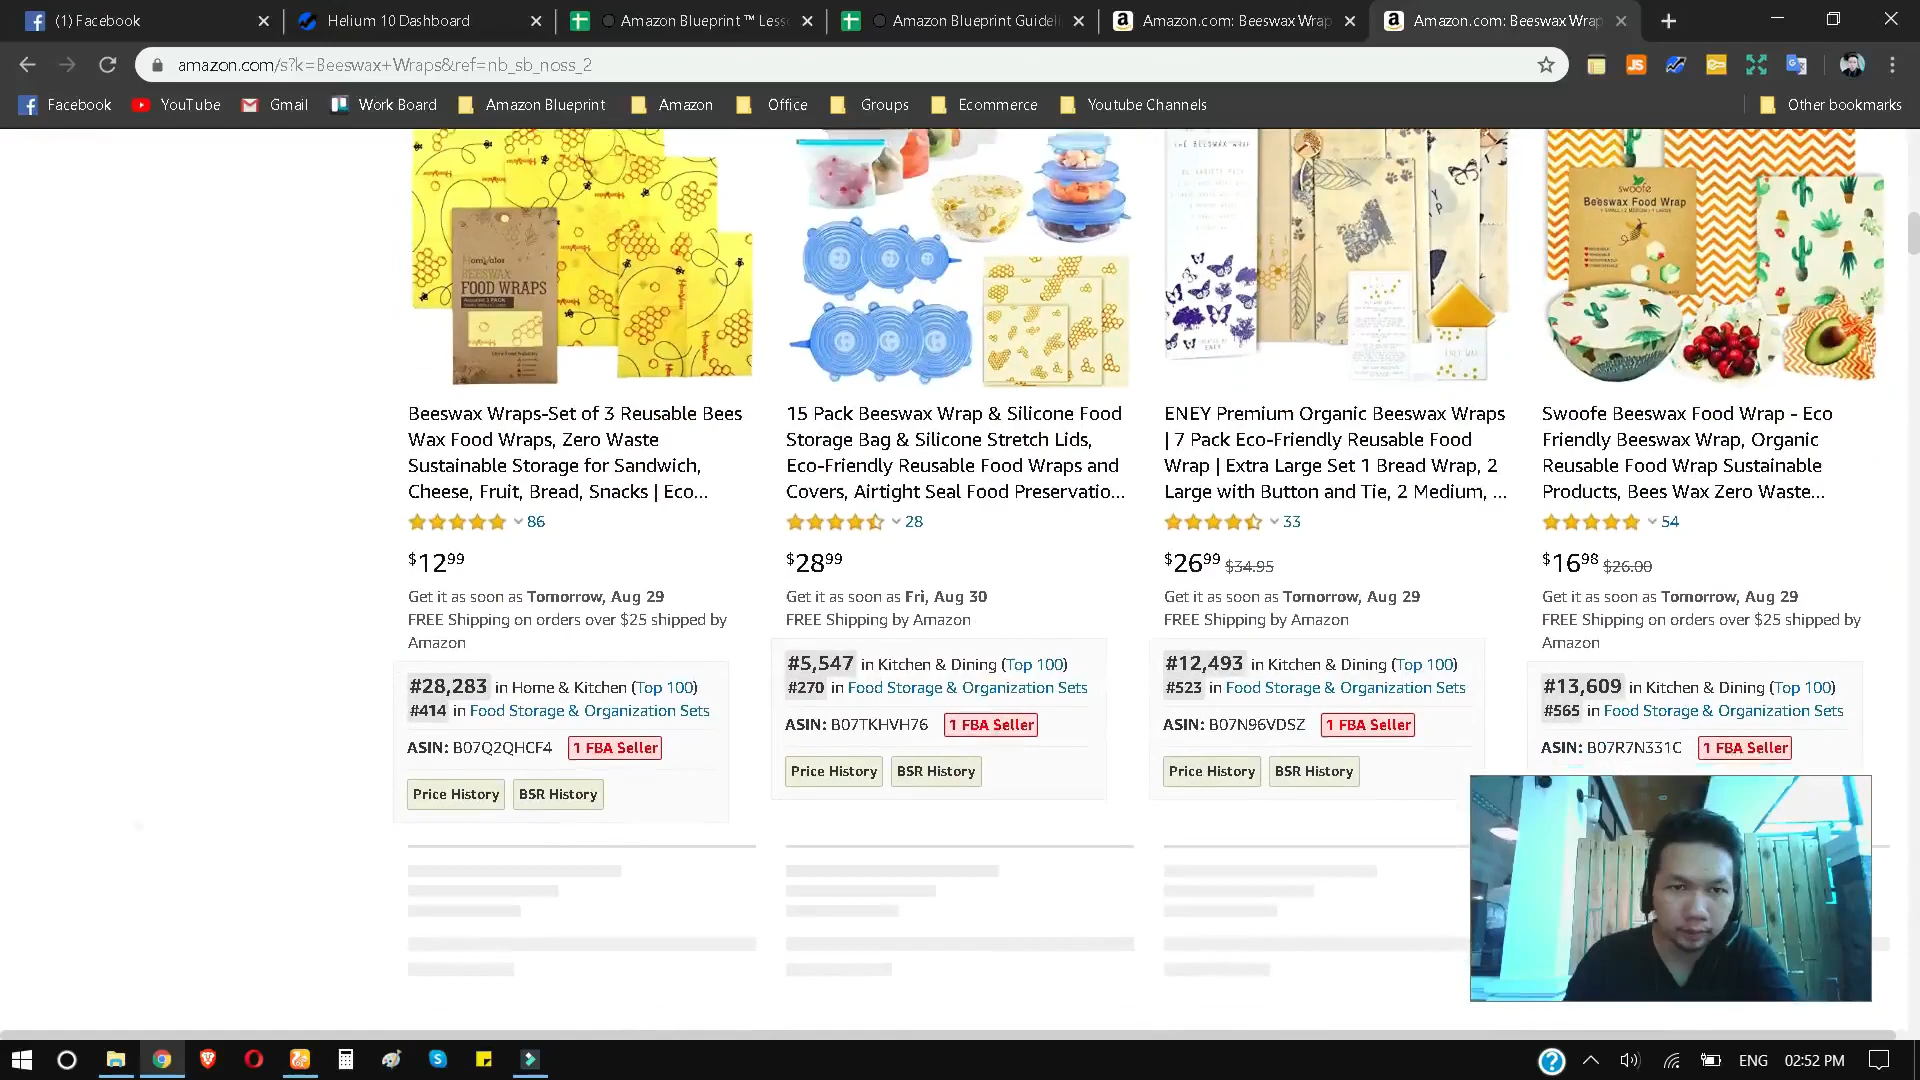 (1) Facebook
Helium 10 Dashboard
Amazon Blueprint ™ Less
Amazon Blueprint Guideli
Amazon.com: Beeswax Wrap
Amazon.com: Beeswax Wrap
amazon.com/s?k=Beeswax+Wraps&ref=nb_sb_noss_2
Facebook
YouTube
Gmail
Work Board
Amazon Blueprint
Amazon
Office
Groups
Ecommerce
Youtube Channels
Other bookmarks
BEESWAX
FOOD WRAPS
THE BEESWAX WRAP
swoofe
Beeswax Food Wrap
Beeswax Wraps-Set of 3 Reusable Bees
Wax Food Wraps, Zero Waste
Sustainable Storage for Sandwich,
Cheese, Fruit, Bread, Snacks | Eco...
86
$12.99
Get it as soon as Tomorrow, Aug 29
FREE Shipping on orders over $25 shipped by
Amazon
#28,283 in Home & Kitchen (Top 100)
#414 in Food Storage & Organization Sets
ASIN: B07Q2QHCF4 1 FBA Seller
Price History BSR History
15 Pack Beeswax Wrap & Silicone Food
Storage Bag & Silicone Stretch Lids,
Eco-Friendly Reusable Food Wraps and
Covers, Airtight Seal Food Preservatio...
28
$28.99
Get it as soon as Fri, Aug 30
FREE Shipping by Amazon
#5,547 in Kitchen & Dining (Top 100)
#270 in Food Storage & Organization Sets
ASIN: B07TKHVH76 1 FBA Seller
Price History BSR History
ENEY Premium Organic Beeswax Wraps
| 7 Pack Eco-Friendly Reusable Food
Wrap | Extra Large Set 1 Bread Wrap, 2
Large with Button and Tie, 2 Medium, ...
33
$26.99 $34.95
Get it as soon as Tomorrow, Aug 29
FREE Shipping by Amazon
#12,493 in Kitchen & Dining (Top 100)
#523 in Food Storage & Organization Sets
ASIN: B07N96VDSZ 1 FBA Seller
Price History BSR History
Swoofe Beeswax Food Wrap - Eco
Friendly Beeswax Wrap, Organic
Reusable Food Wrap Sustainable
Products, Bees Wax Zero Waste...
54
$16.98 $26.00
Get it as soon as Tomorrow, Aug 29
FREE Shipping on orders over $25 shipped by
Amazon
#13,609 in Kitchen & Dining (Top 100)
#565 in Food Storage & Organization Sets
ASIN: B07R7N331C 1 FBA Seller
ENG 02:52 PM